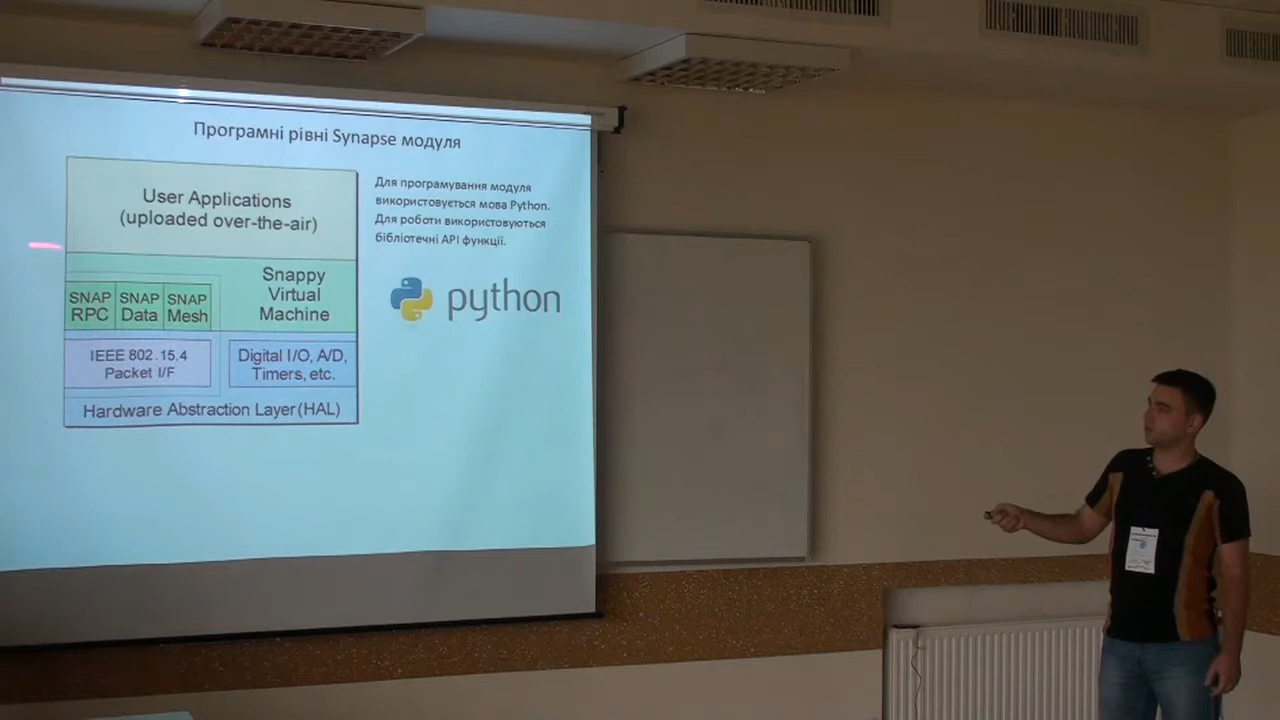 Програмні рівні Synapse модуля
User Applications
(uploaded over-the-air)
Snappy
Virtual
Machine
SNAP
RPC
SNAP
Data
SNAP
Mesh
IEEE 802.15.4
Packet I/F
Digital I/O, A/D,
Timers, etc.
Hardware Abstraction Layer (HAL)
Для програмування модуля
використовується мова Python.
Для роботи використовуються
бібліотечні API функції.
python